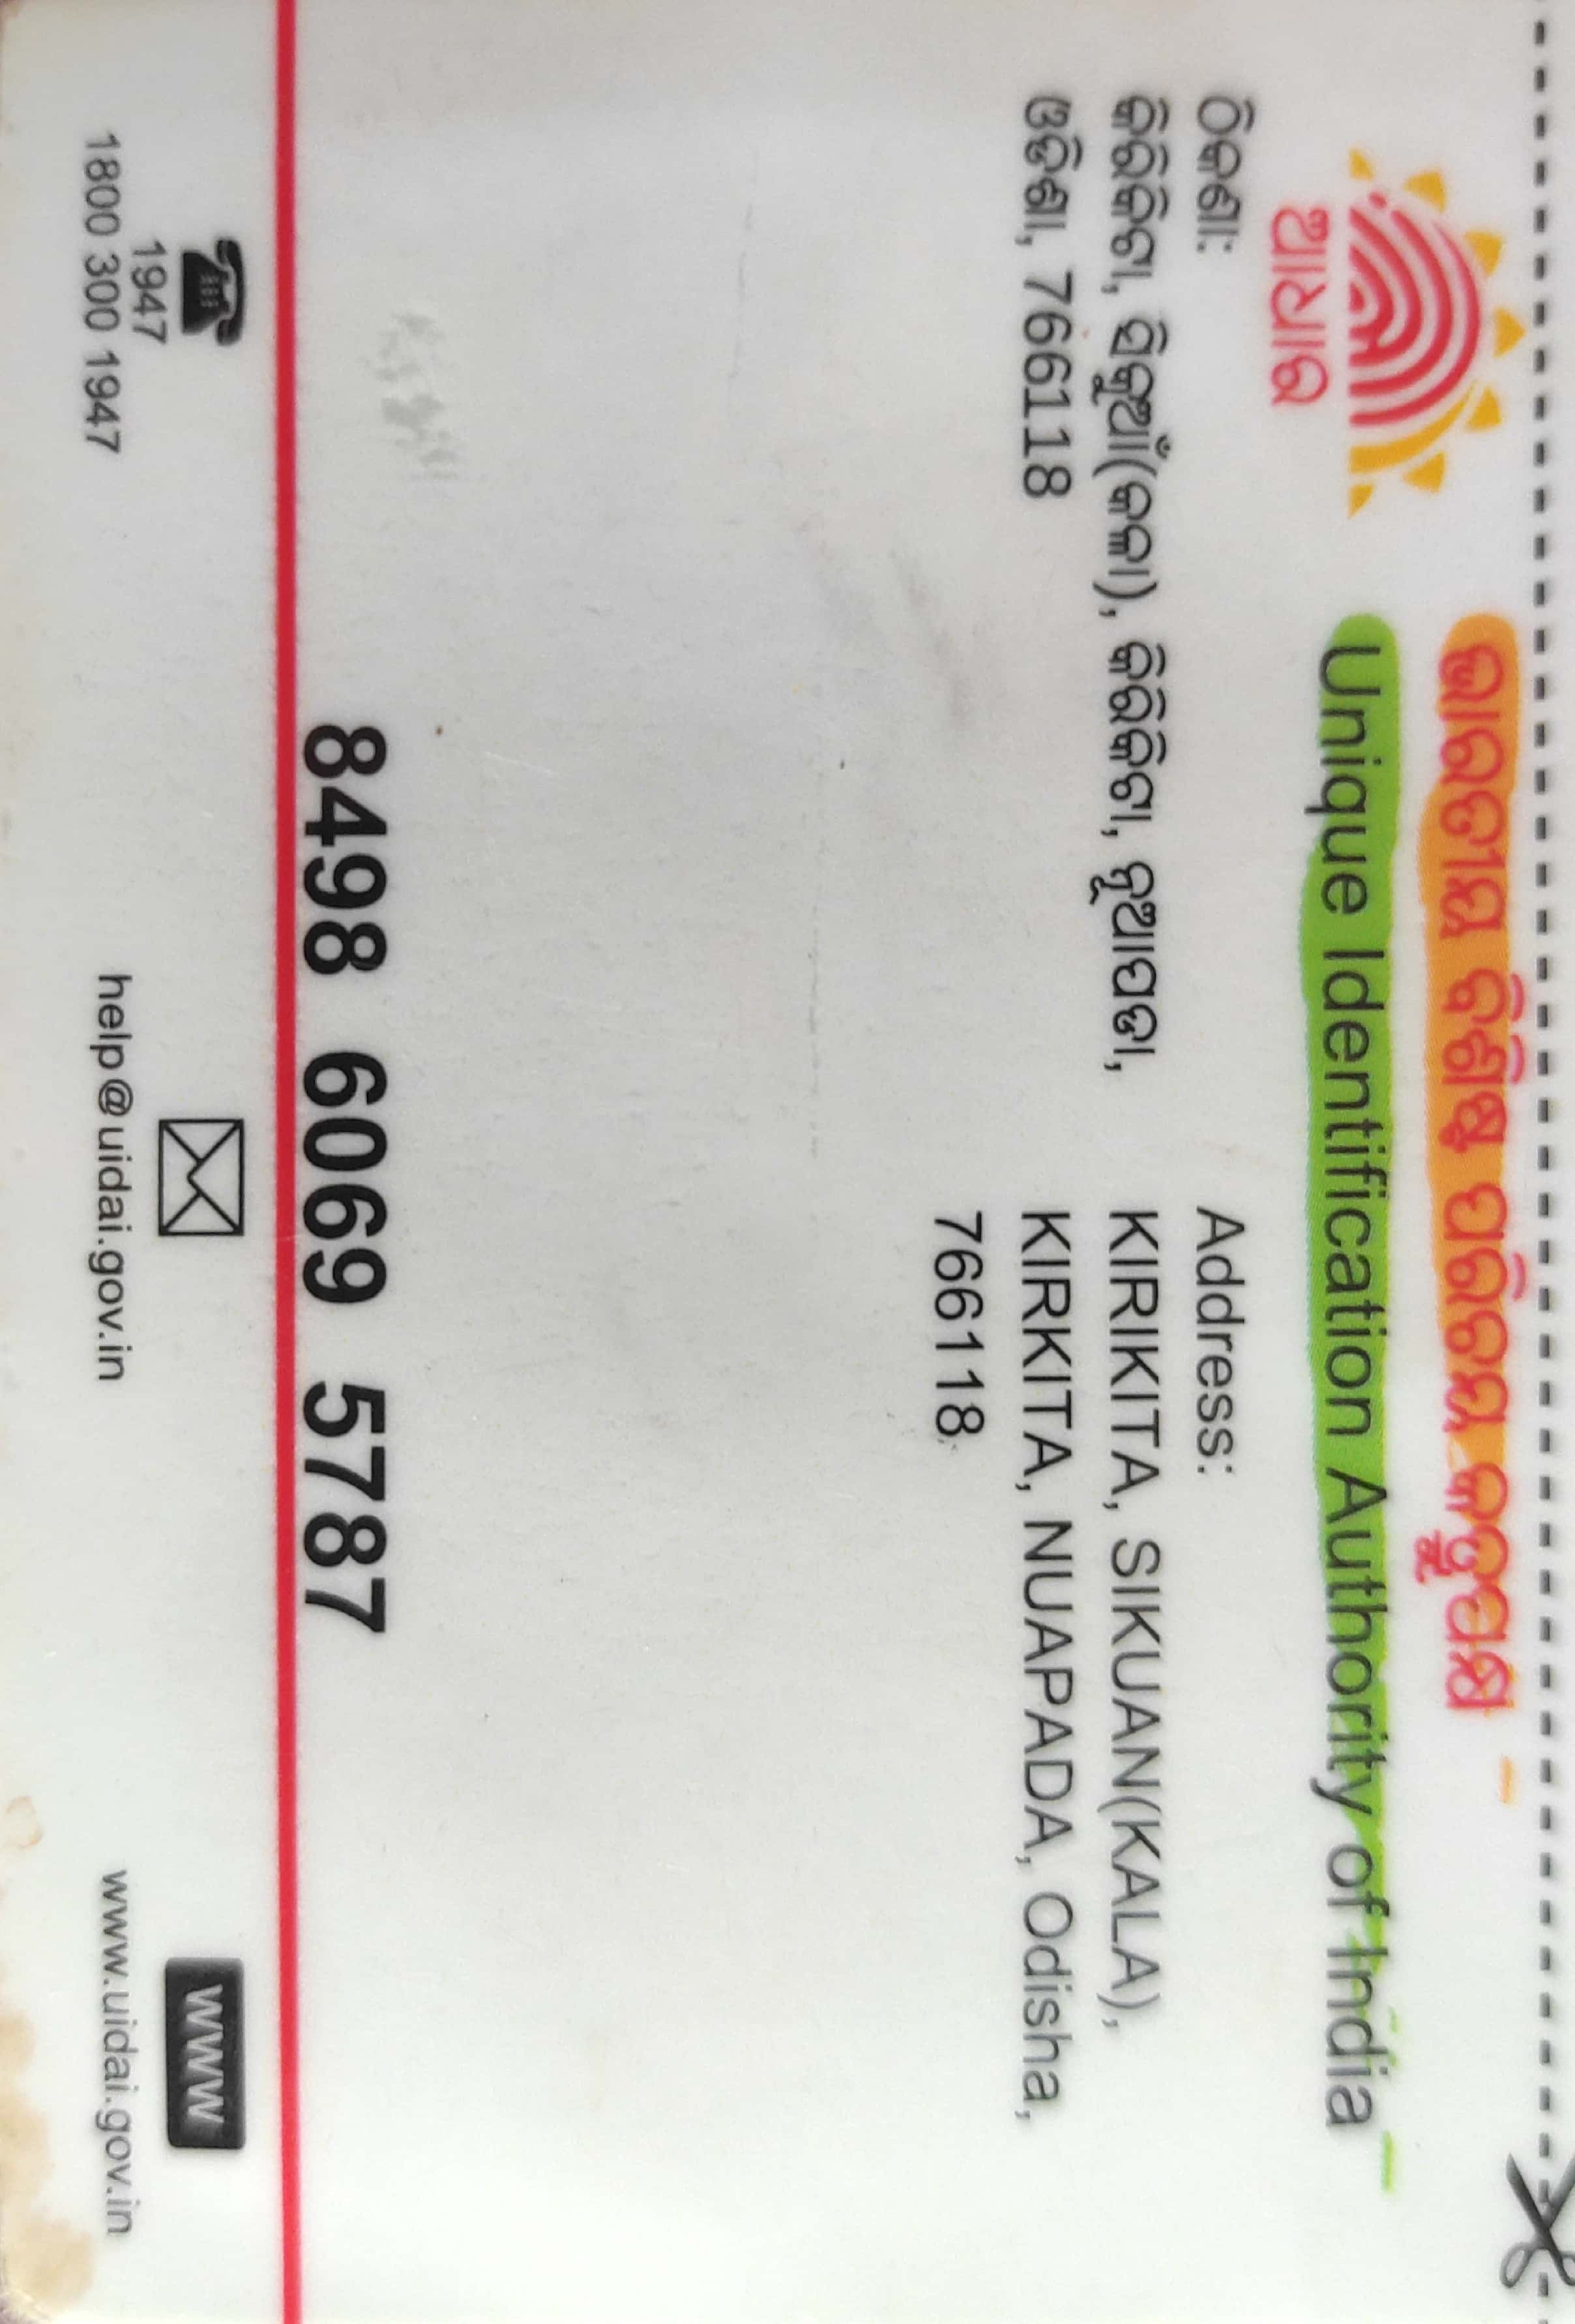 ଭାରତୀୟ ବିଶିଷ୍ଟ ପରିଚୟ କର୍ତ୍ତୃପକ୍ଷ
Unique Identification Authority of India
ଆଧାର
ଠିକଣା:
କିରିକିଟା, ସିକୁଆଁ(କଳା), କିରିକିଟା, ନୂଆପଡା,
ଓଡିଶା, 766118
Address:
KIRIKITA, SIKUAN(KALA),
KIRKITA, NUAPADA, Odisha,
766118
8498 6069 5787
1947
1800 300 1947
help@uidai.gov.in
WWW
www.uidai.gov.in